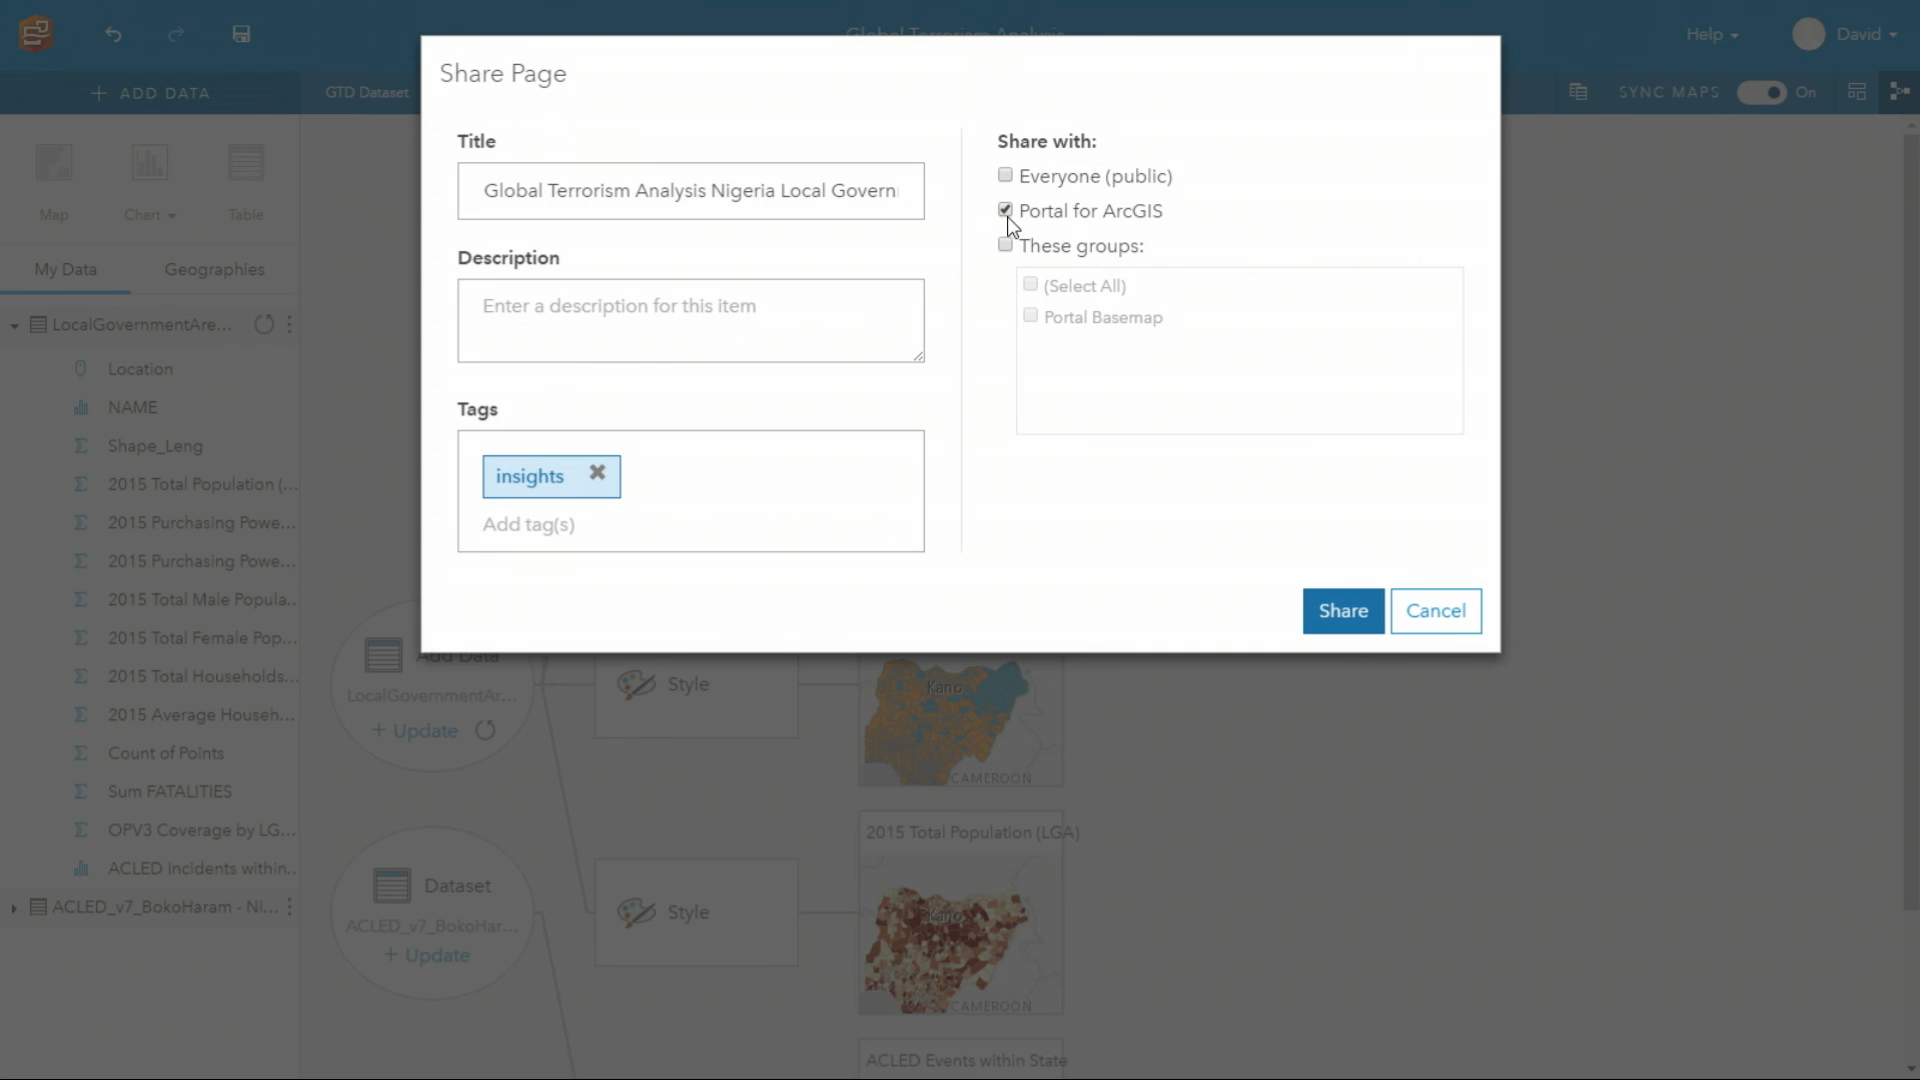 Global Terrorism Analysis
Help
David
+ ADD DATA
GTD Dataset
SYNC MAPS
On
Share Page
Title
Global Terrorism Analysis Nigeria Local Govern
Description
Enter a description for this item
Tags
insights
Add tag(s)
Share with:
Everyone (public)
Portal for ArcGIS
These groups:
(Select All)
Portal Basemap
Share
Cancel
Map
Chart
Table
My Data
Geographies
LocalGovernmentAre...
Location
NAME
Shape_Leng
2015 Total Population (...
2015 Purchasing Powe...
2015 Purchasing Powe...
2015 Total Male Popula..
2015 Total Female Pop...
2015 Total Households...
2015 Average Househ...
Count of Points
Sum FATALITIES
OPV3 Coverage by LG...
ACLED Incidents within..
ACLED_v7_BokoHaram - NI...
Add Data
LocalGovernmentAr...
+ Update
Style
Kano
CAMEROON
2015 Total Population (LGA)
Dataset
ACLED_v7_BokoHar...
+ Update
Style
Kano
CAMEROON
ACLED Events within State